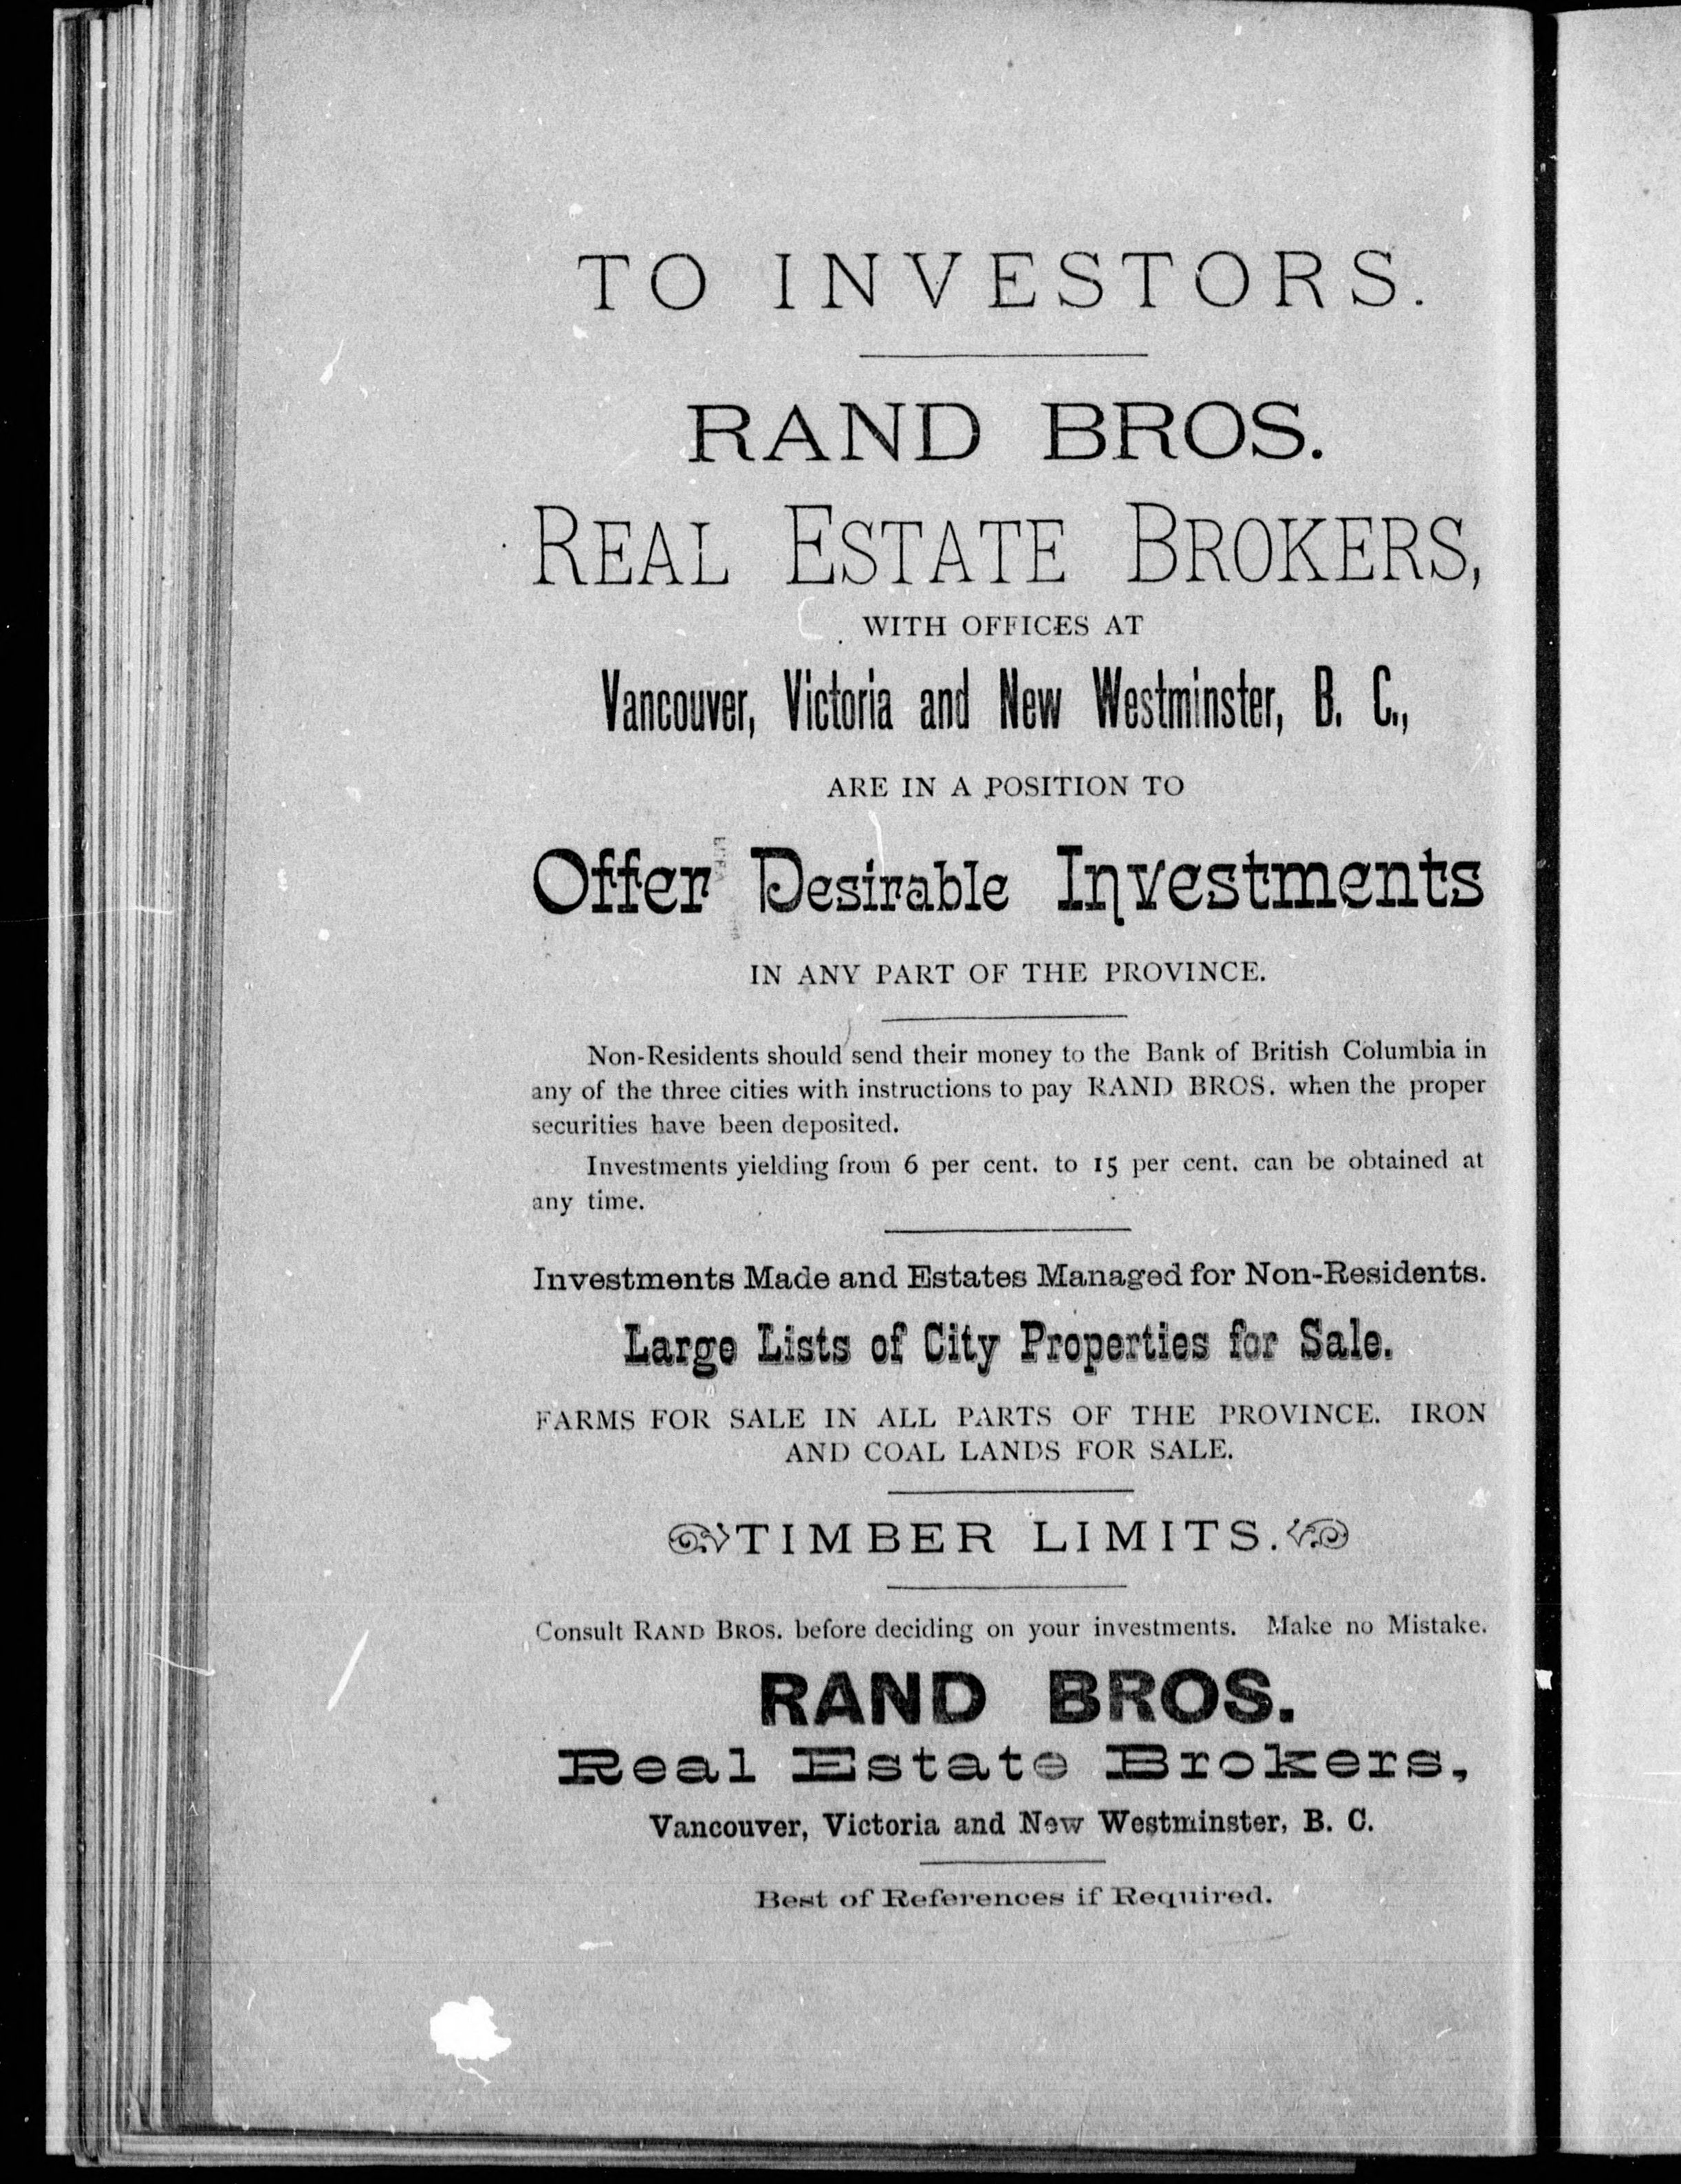 TO INVESTORS.
RAND BROS.
REAL ESTATE BROKERS,
WITH OFFICES AT
Vancouver, Victoria and New Westminster, B. C.,
ARE IN A POSITION TO
Offer Desirable Investments
IN ANY PART OF THE PROVINCE.
Non-Residents should send their money to the Bank of British Columbia in
any of the three cities with instructions to pay RAND BROS. when the proper
securities have been deposited.
Investments yielding from 6 per cent. to 15 per cent. can be obtained at
any time.
Investments Made and Estates Managed for Non-Residents.
Large Lists of City Properties for Sale.
FARMS FOR SALE IN ALL PARTS OF THE PROVINCE. IRON
AND COAL LANDS FOR SALE.
TIMBER LIMITS.
Consult RAND BROS. before deciding on your investments. Make no Mistake.
RAND BROS.
Real Estate Brokers,
Vancouver, Victoria and New Westminster, B. C.
Best of References if Required.